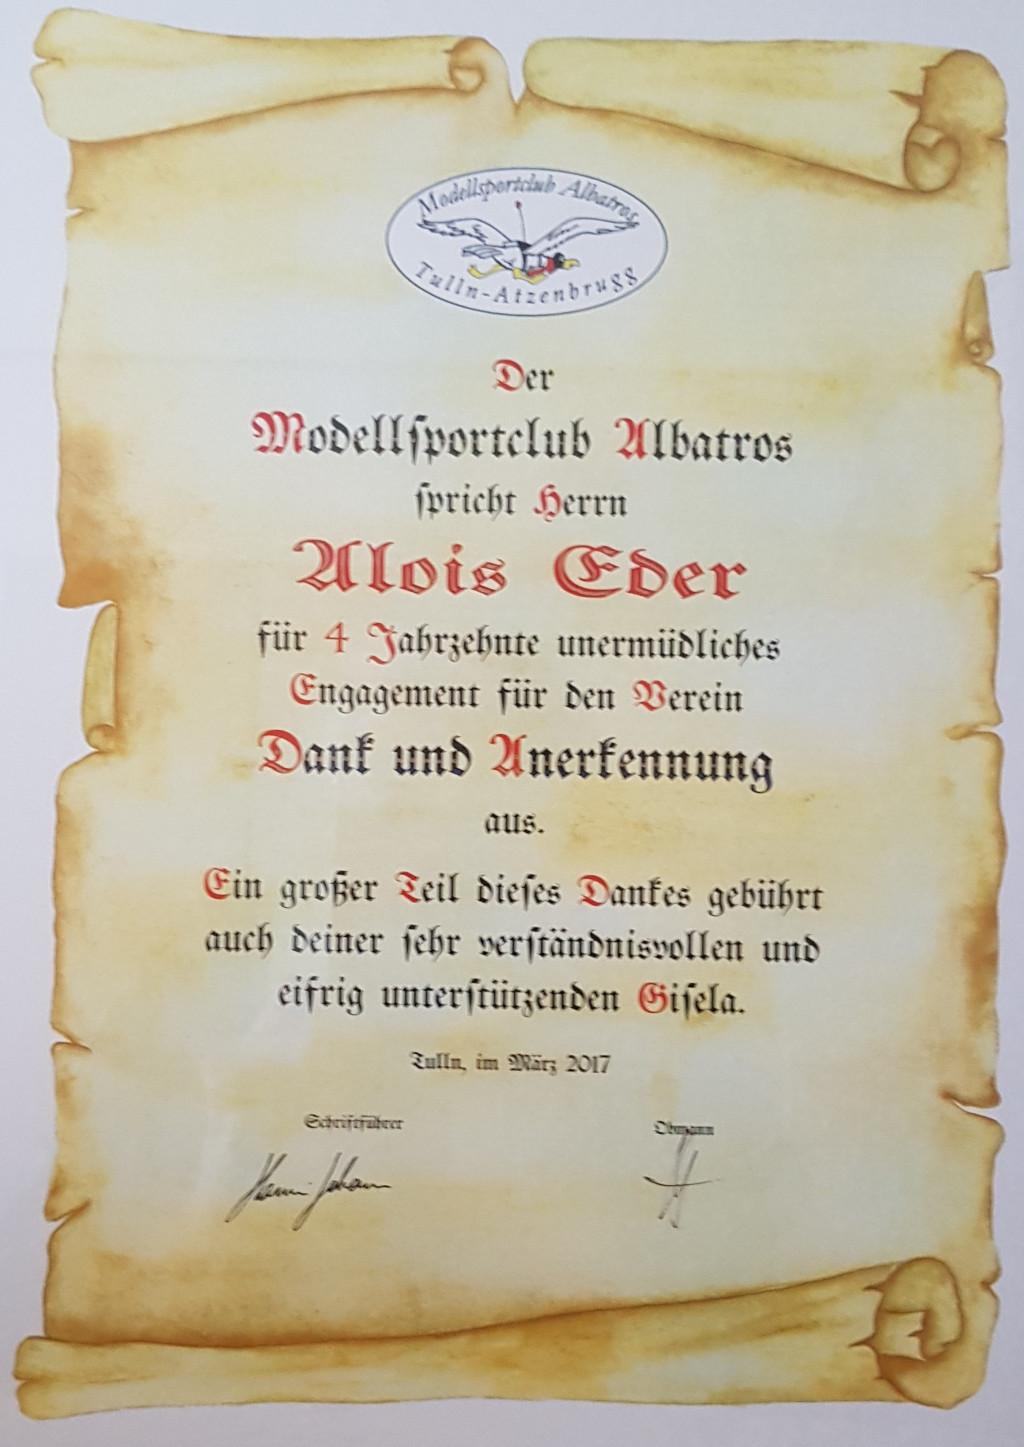 Modellsportclub Albatros
Tulln-Atzenbrugg
Der
Modellſportclub Albatros
ſpricht Herrn
Alois Eder
für 4 Jahrzehnte unermüdliches
Engagement für den Verein
Dank und Anerkennung
aus.
Ein großer Teil dieſes Dankes gebührt
auch deiner ſehr verſtändnisvollen und
eifrig unterſtützenden Giſela.
Tulln, im März 2017
Schriftführer Obmann